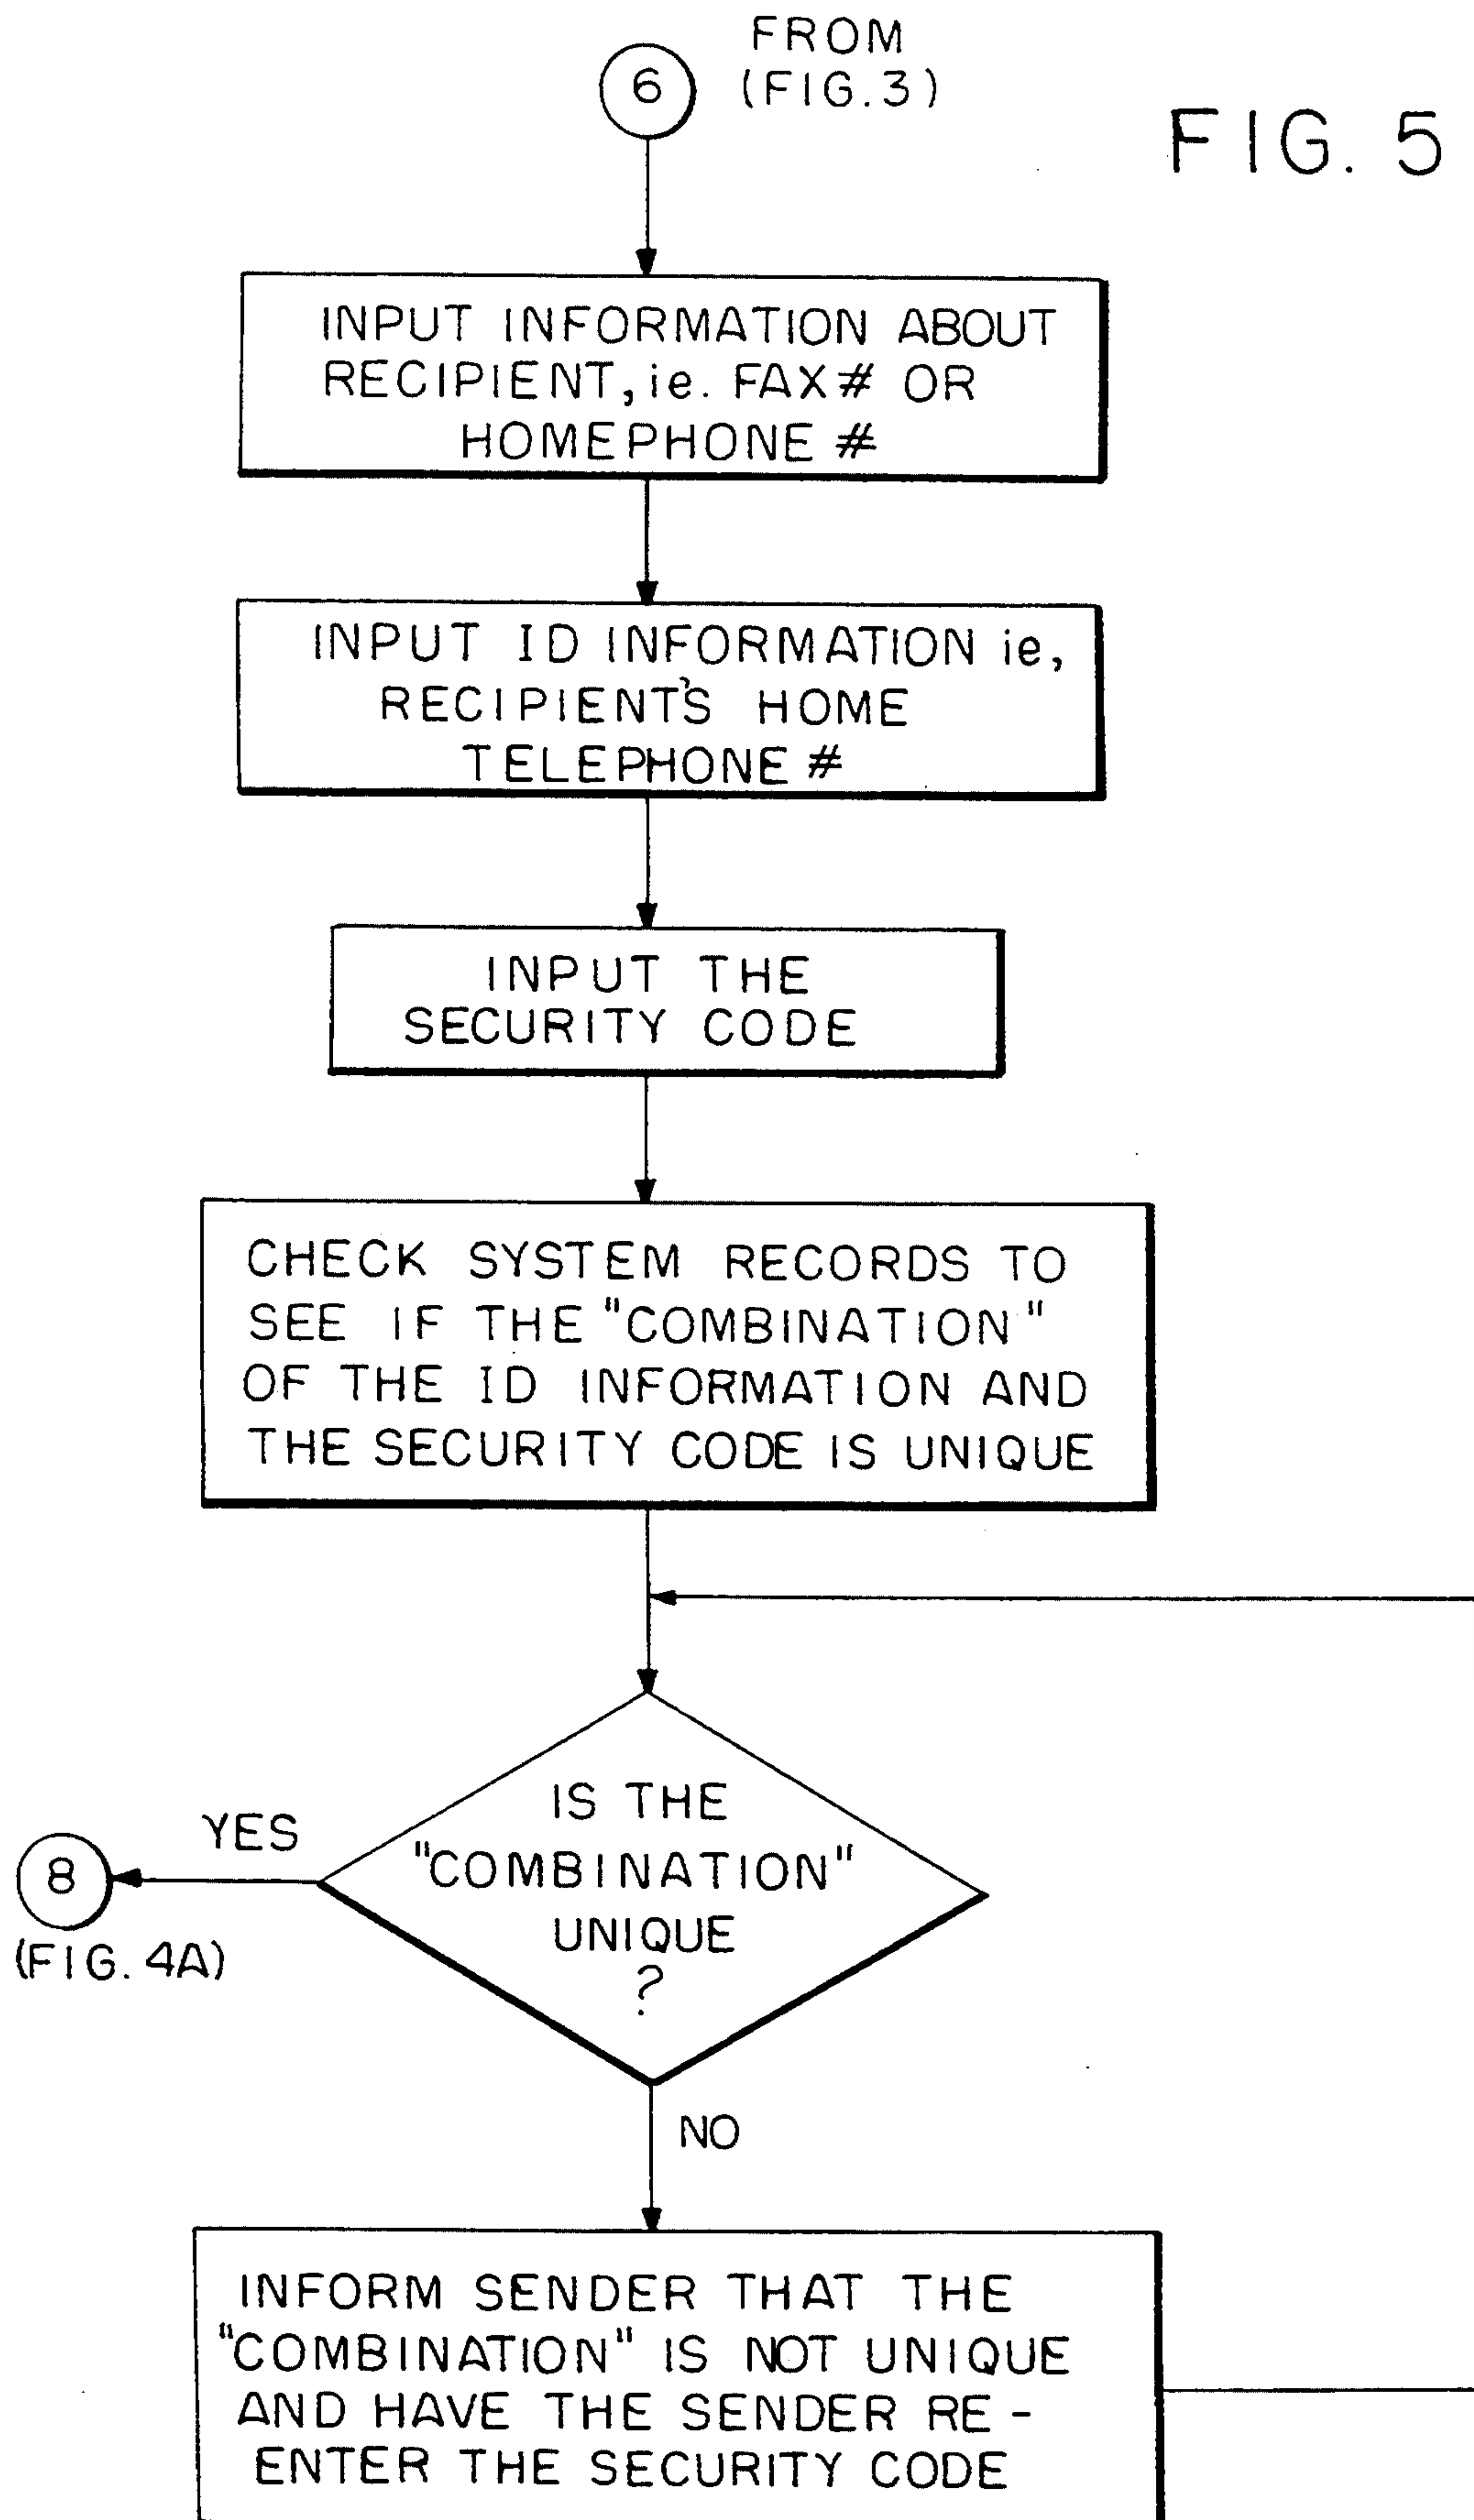 FROM
6
(FIG.3)
FIG. 5
INPUT INFORMATION ABOUT
RECIPIENT, ie. FAX # OR
HOMEPHONE #
INPUT ID INFORMATION ie,
RECIPIENT'S HOME
TELEPHONE #
INPUT THE
SECURITY CODE
CHECK SYSTEM RECORDS TO
SEE IF THE "COMBINATION"
OF THE ID INFORMATION AND
THE SECURITY CODE IS UNIQUE
IS THE
"COMBINATION"
UNIQUE
?
YES
8
(FIG. 4A)
NO
INFORM SENDER THAT THE
"COMBINATION" IS NOT UNIQUE
AND HAVE THE SENDER RE-
ENTER THE SECURITY CODE